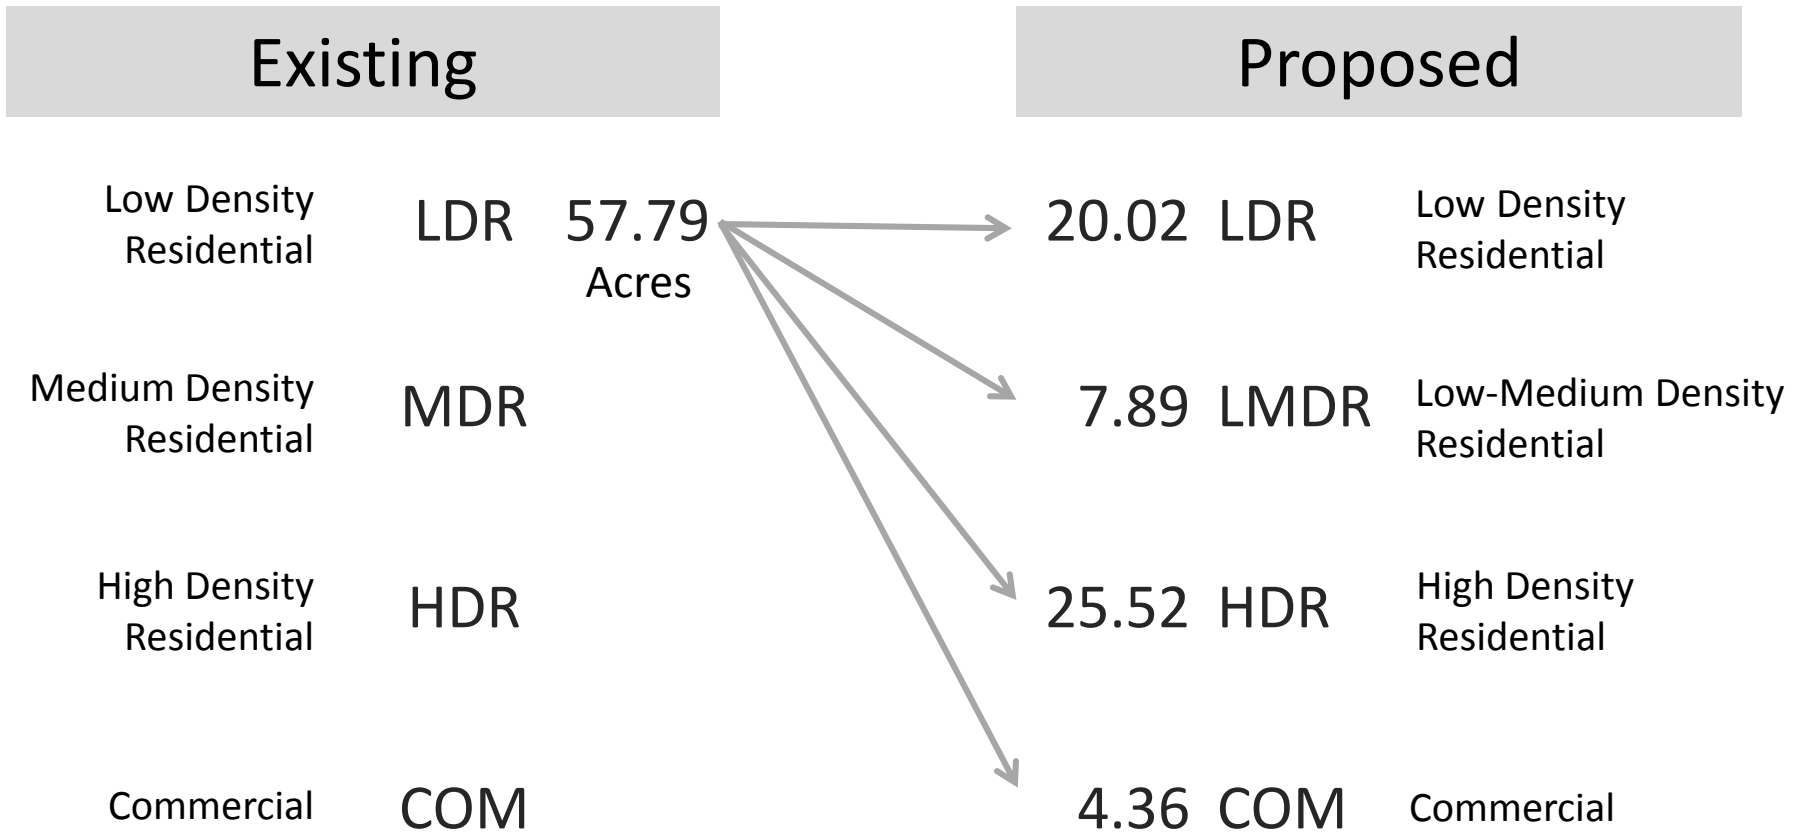 Existing
Proposed
Low Density
Residential
LDR
57.79
Acres
20.02
LDR
Low Density
Residential
Medium Density
Residential
MDR
7.89
LMDR
Low-Medium Density
Residential
High Density
Residential
HDR
25.52
HDR
High Density
Residential
Commercial
COM
4.36
COM
Commercial